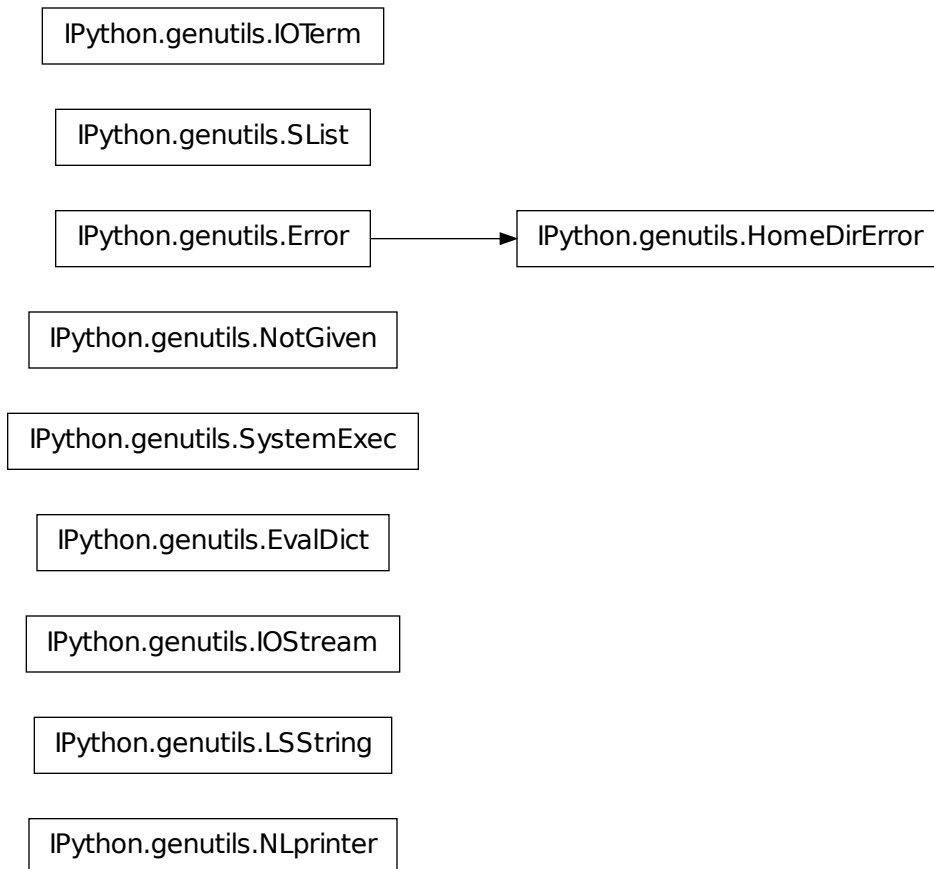 IPython.genutils.IOTerm
IPython.genutils.SList
IPython.genutils.Error
IPython.genutils.HomeDirError
IPython.genutils.NotGiven
IPython.genutils.SystemExec
IPython.genutils.EvalDict
IPython.genutils.IOStream
IPython.genutils.LSString
IPython.genutils.NLprinter